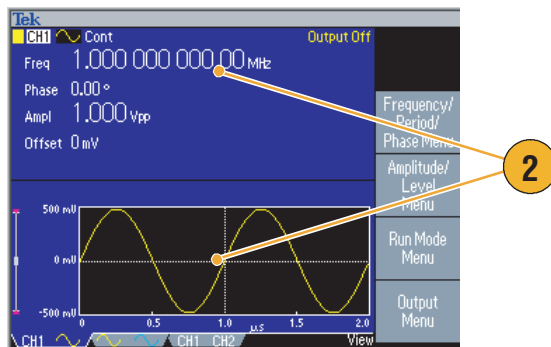 Tek
CH1 Cont Output Off
Freq 1.000 000 000 00 MHz
Phase 0.00 °
Ampl 1.000 Vpp
Offset 0 mV
Frequency/
Period/
Phase Menu
Amplitude/
Level
Menu
Run Mode
Menu
Output
Menu
2
500 mV
0 mV
-500 mV
0 0.5 1.0 µs 1.5 2.0
CH1 CH1 CH2 View